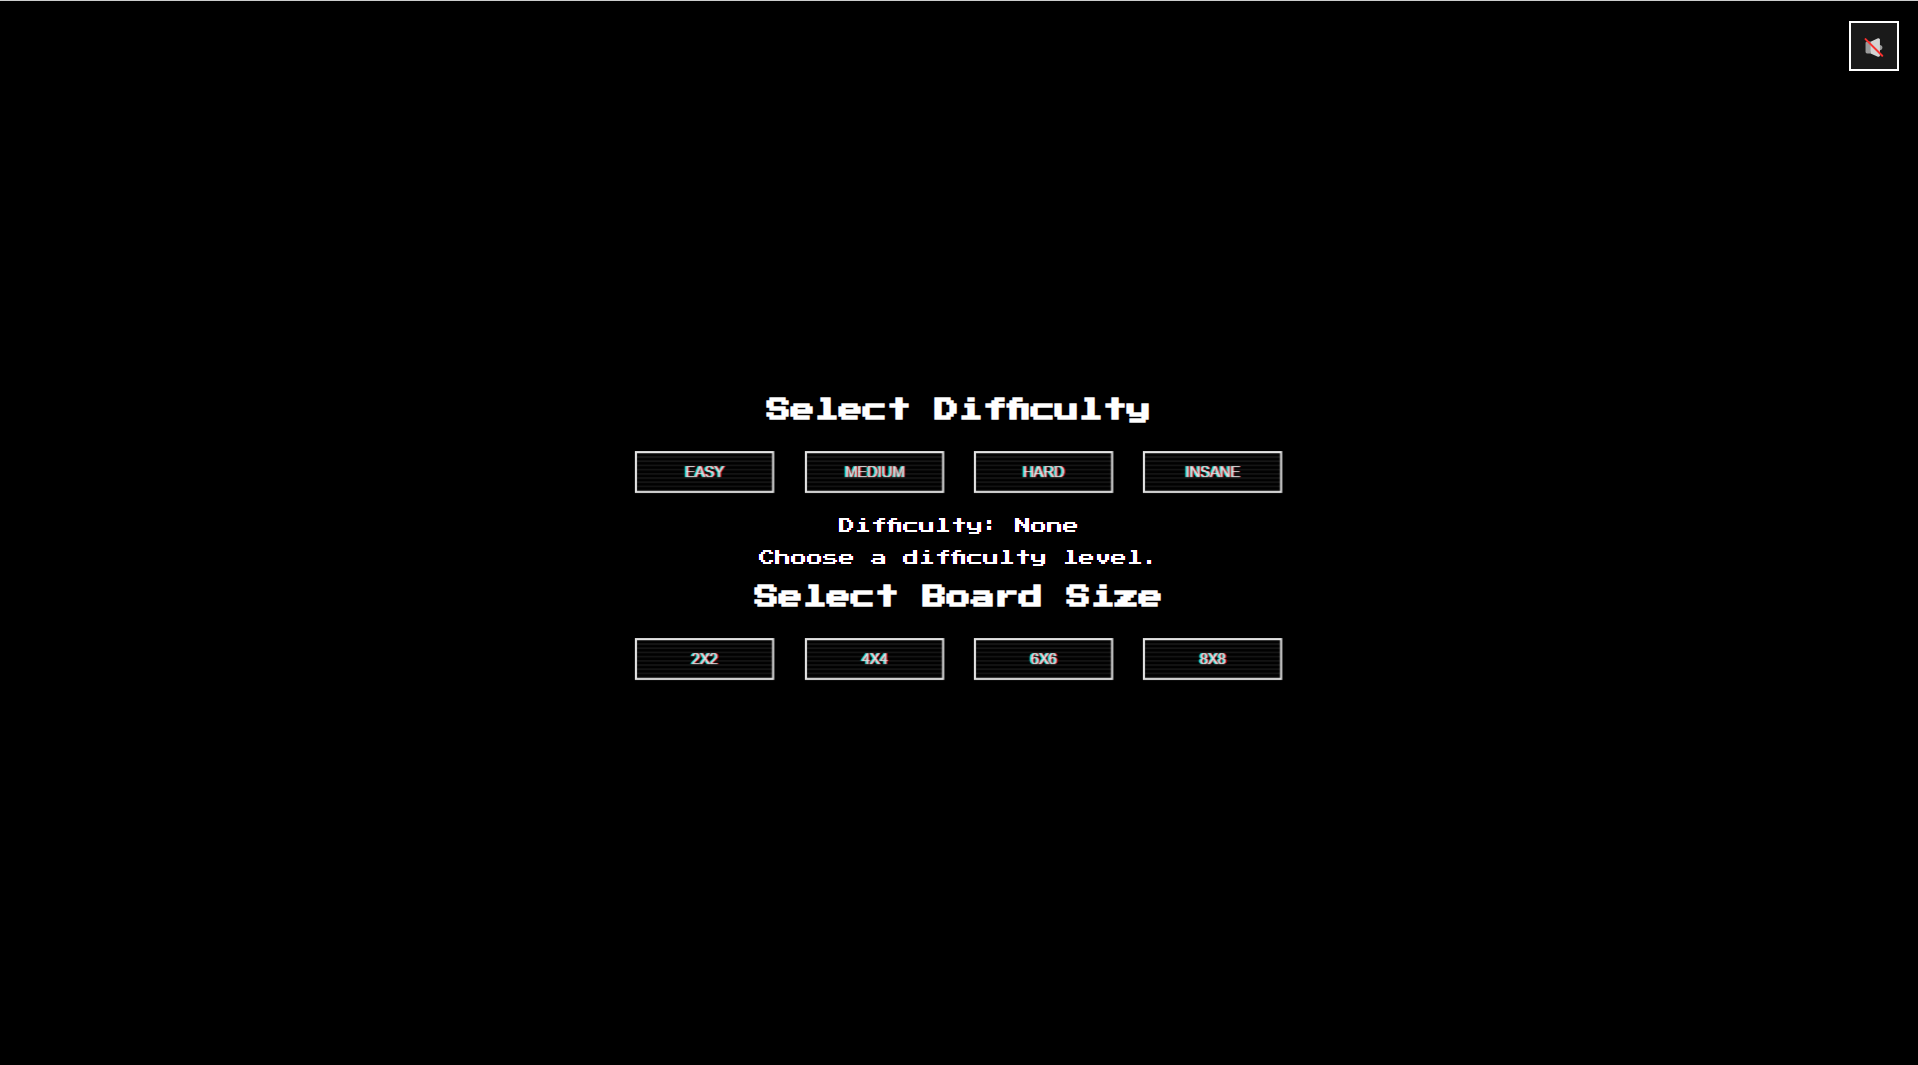 Select Difficulty
EASY MEDIUM HARD INSANE
Difficulty: None
Choose a difficulty level.
Select Board Size
2X2 4X4 6X6 8X8